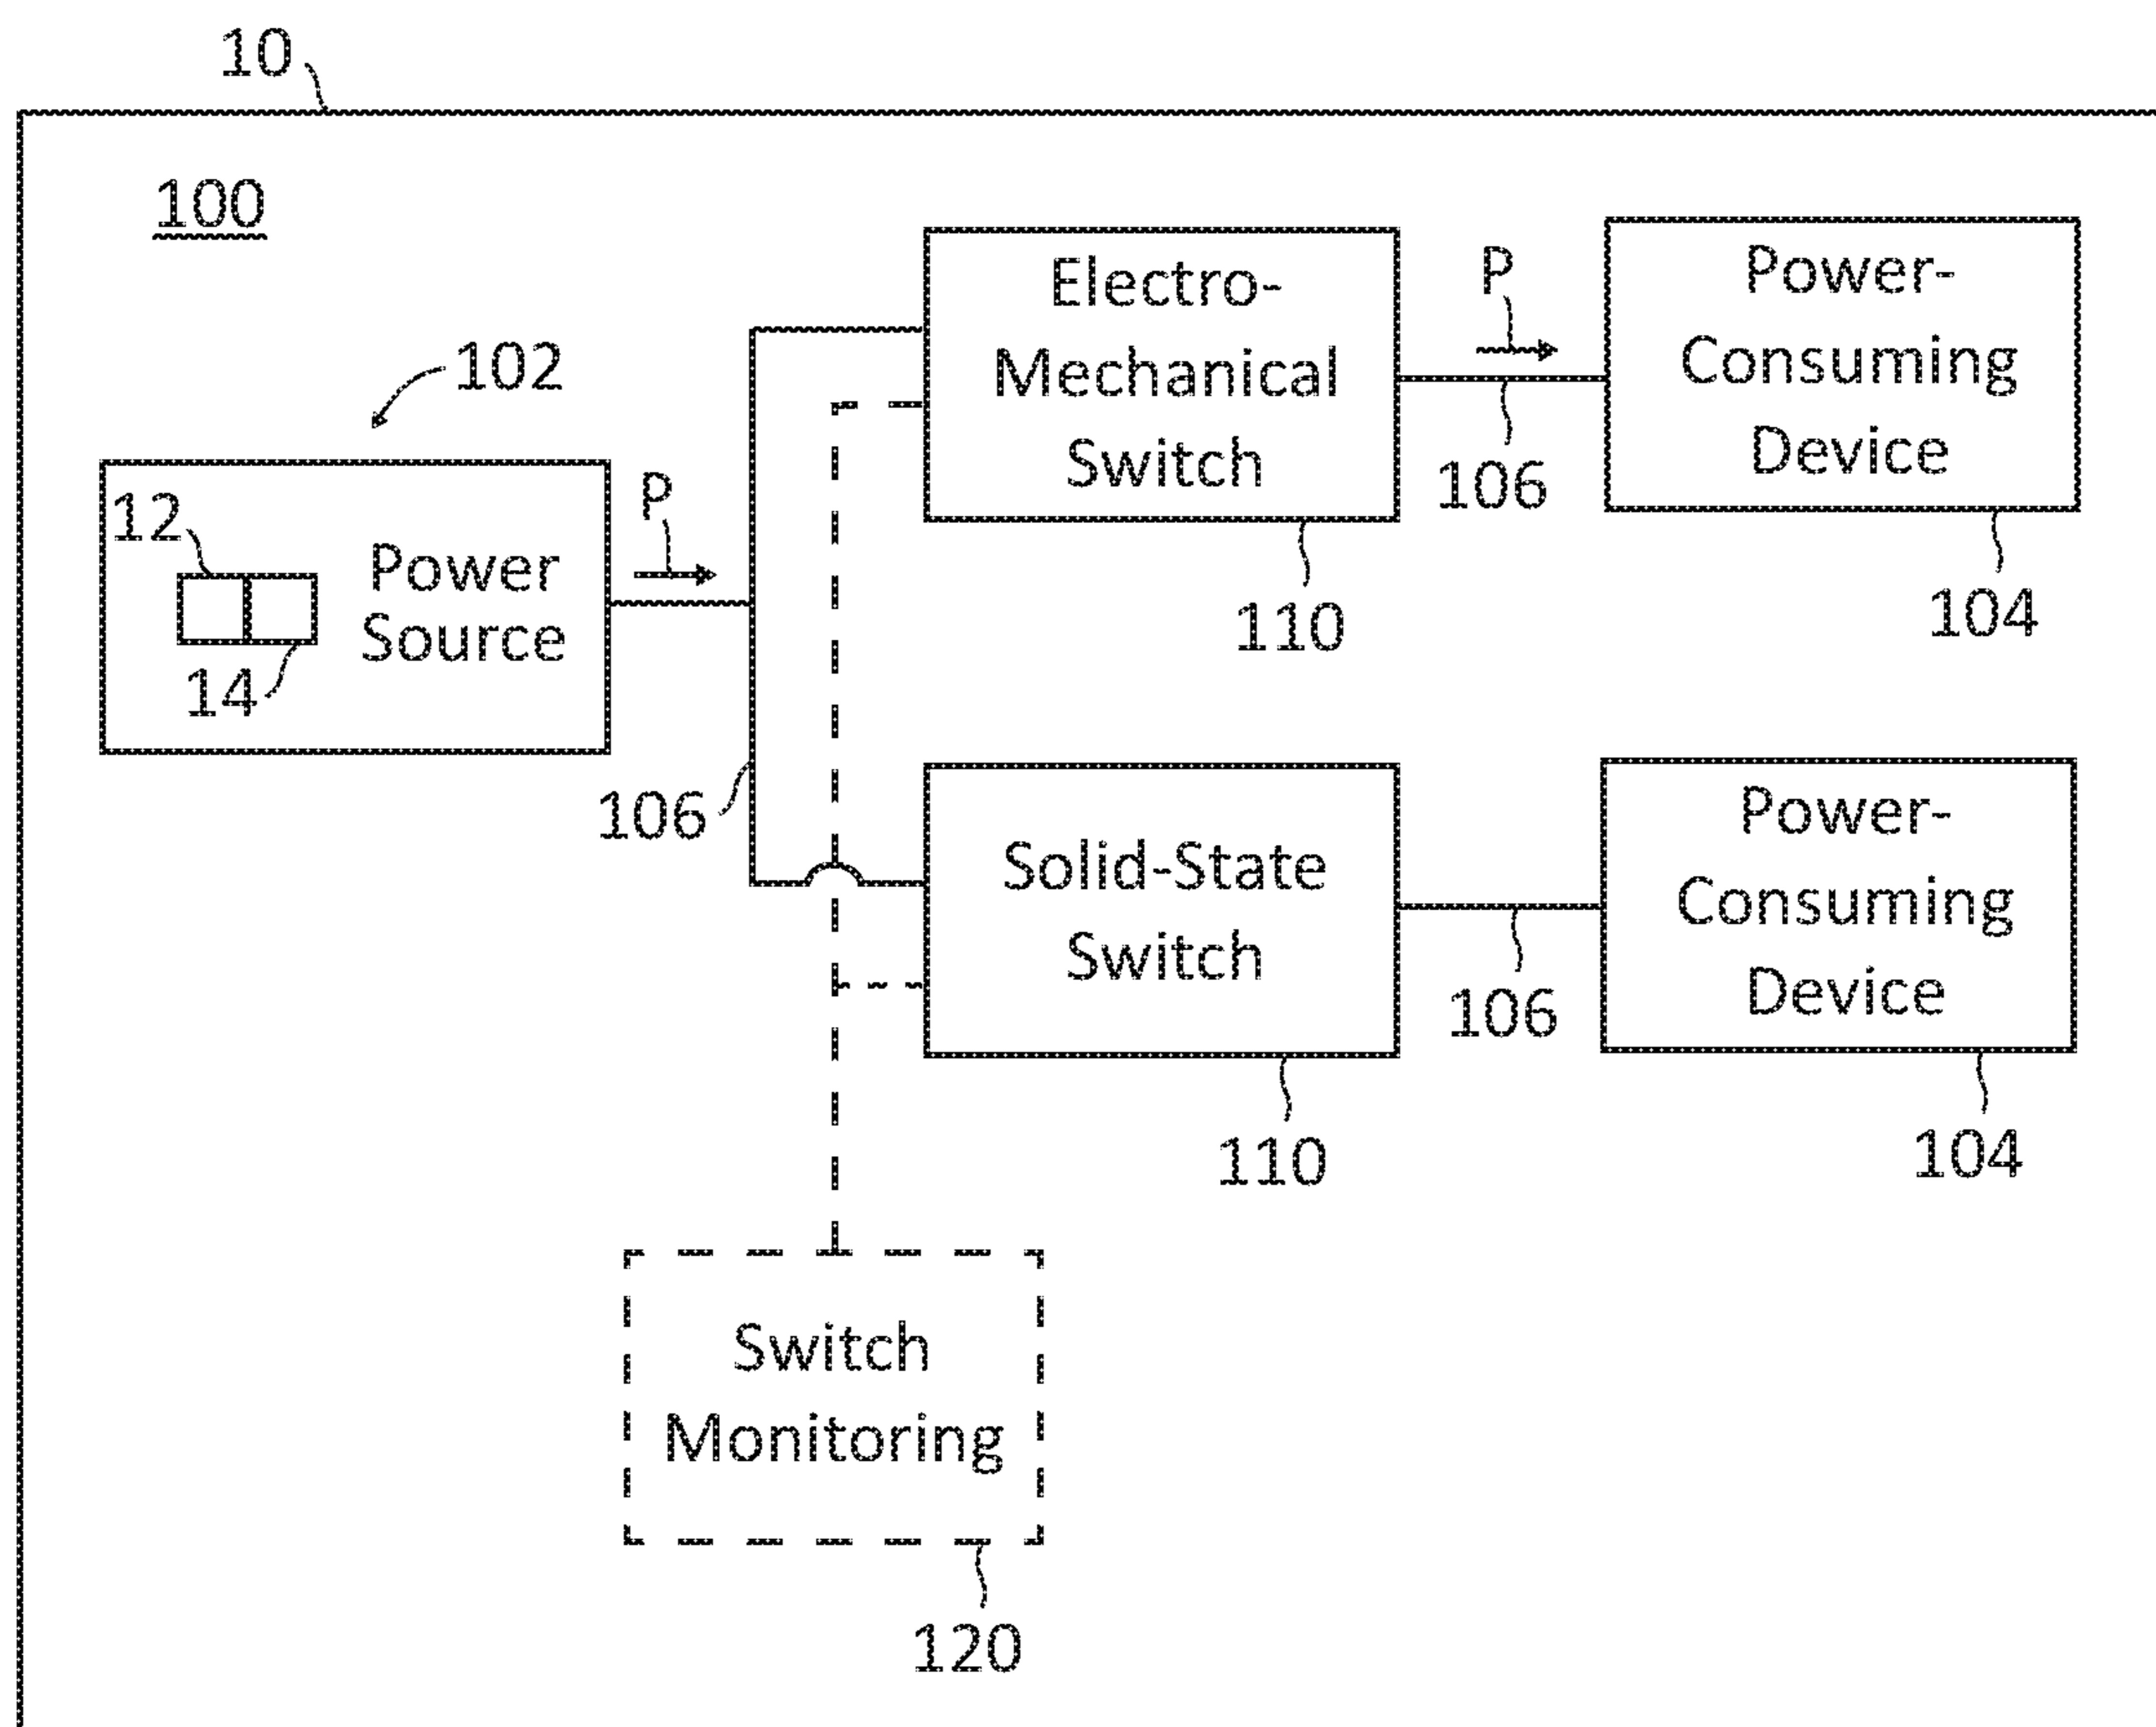 10
100
102
12
14
Power
Source
P
106
Electro-
Mechanical
Switch
110
P
106
Power-
Consuming
Device
104
Solid-State
Switch
110
106
Power-
Consuming
Device
104
Switch
Monitoring
120